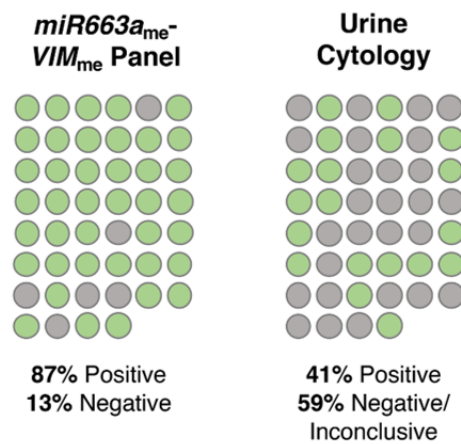 miR663ame-
VIMme Panel
Urine
Cytology
87% Positive
13% Negative
41% Positive
59% Negative/
Inconclusive